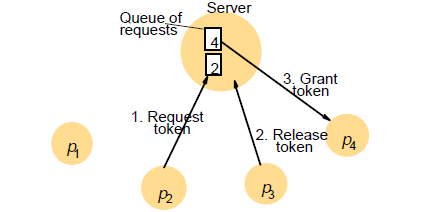 Server
Queue of
requests
4
2
3. Grant
token
1. Request
token
2. Release
token
p1
p2
p3
p4